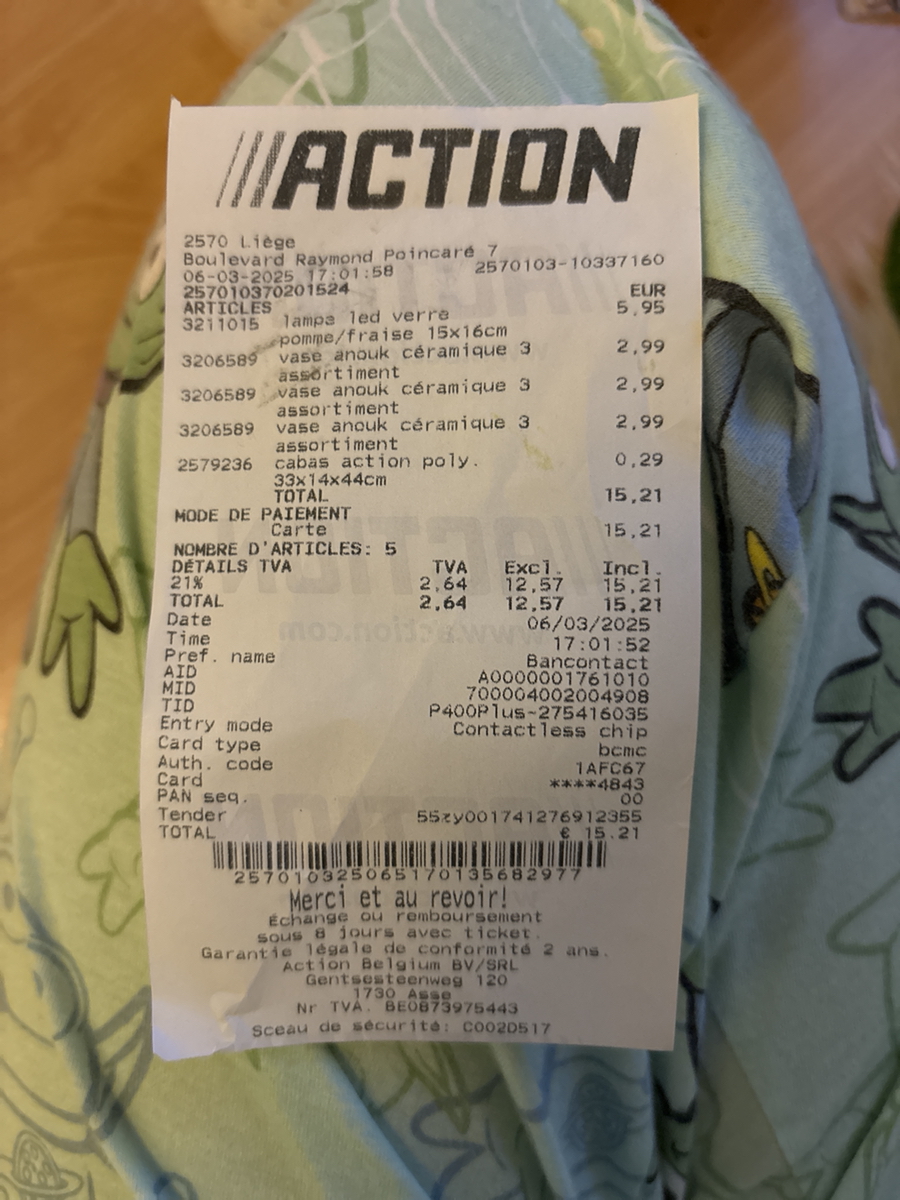 ///ACTION
2570 Liège
Boulevard Raymond Poincaré 7
06-03-2025 17:01:58 2570103-10337160
257010370201524 EUR
ARTICLES
3211015 lampa led verre 5,95
pomme/fraise 15x16cm
3206589 vase anouk céramique 3 2,99
assortiment
3206589 vase anouk céramique 3 2,99
assortiment
3206589 vase anouk céramique 3 2,99
assortiment
2579236 cabas action poly. 0,29
33x14x44cm
TOTAL 15,21
MODE DE PAIEMENT
Carte 15,21
NOMBRE D'ARTICLES: 5
DÉTAILS TVA TVA Excl. Incl.
21% 2,64 12,57 15,21
TOTAL 2,64 12,57 15,21
Date 06/03/2025
Time 17:01:52
Pref. name Bancontact
AID A0000001761010
MID 700004002004908
TID P400Plus-275416035
Entry mode Contactless chip
Card type bcmc
Auth. code 1AFC67
Card ****4843
PAN seq. 00
Tender 55zy001741276912355
TOTAL € 15.21
257010325065170135682977
Merci et au revoir!
Échange ou remboursement
sous 8 jours avec ticket.
Garantie légale de conformité 2 ans.
Action Belgium BV/SRL
Gentsesteenweg 120
1730 Asse
Nr TVA. BE0873975443
Sceau de sécurité: C002D517